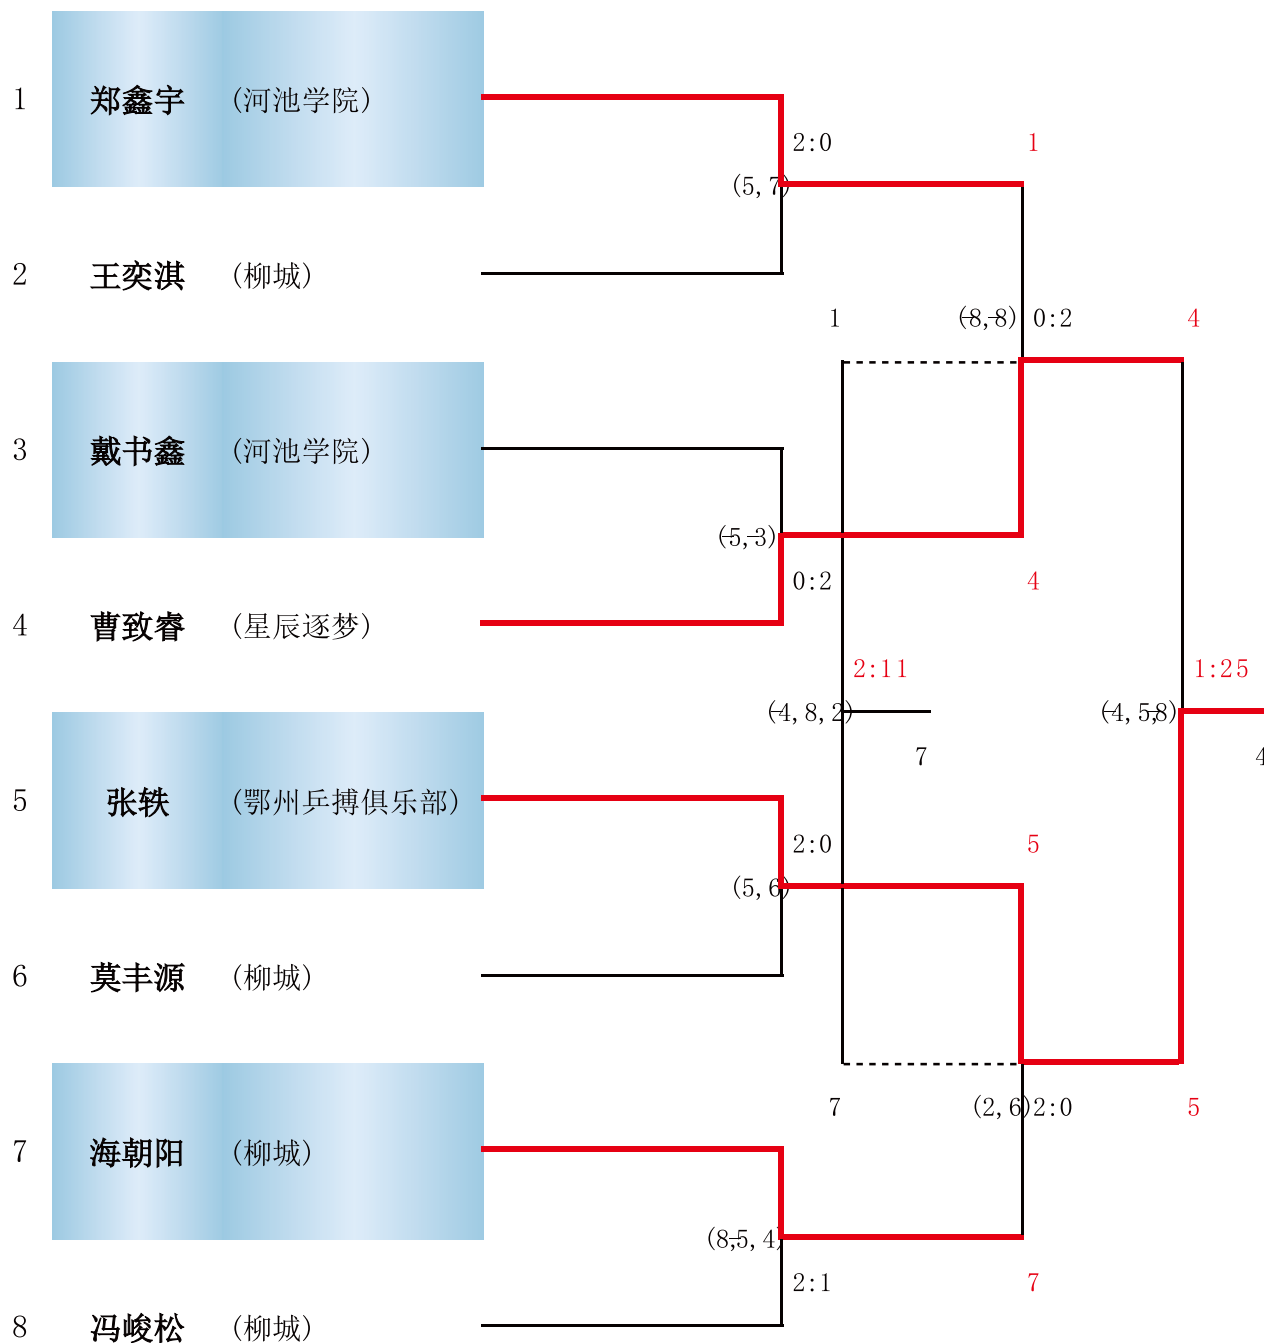 1 郑鑫宇 (河池学院)
2:0 1
(5, 7)
2 王奕淇 (柳城)
1 (-8,-8) 0:2 4
3 戴书鑫 (河池学院)
(-5,-3)
0:2 4
4 曹致睿 (星辰逐梦)
2:11 1:25
(-4, 8, 2) (-4, 5,-8)
7 4
5 张轶 (鄂州乒搏俱乐部)
2:0 5
(5, 6)
6 莫丰源 (柳城)
7 (2, 6) 2:0 5
7 海朝阳 (柳城)
(8,-5, 4)
2:1 7
8 冯峻松 (柳城)